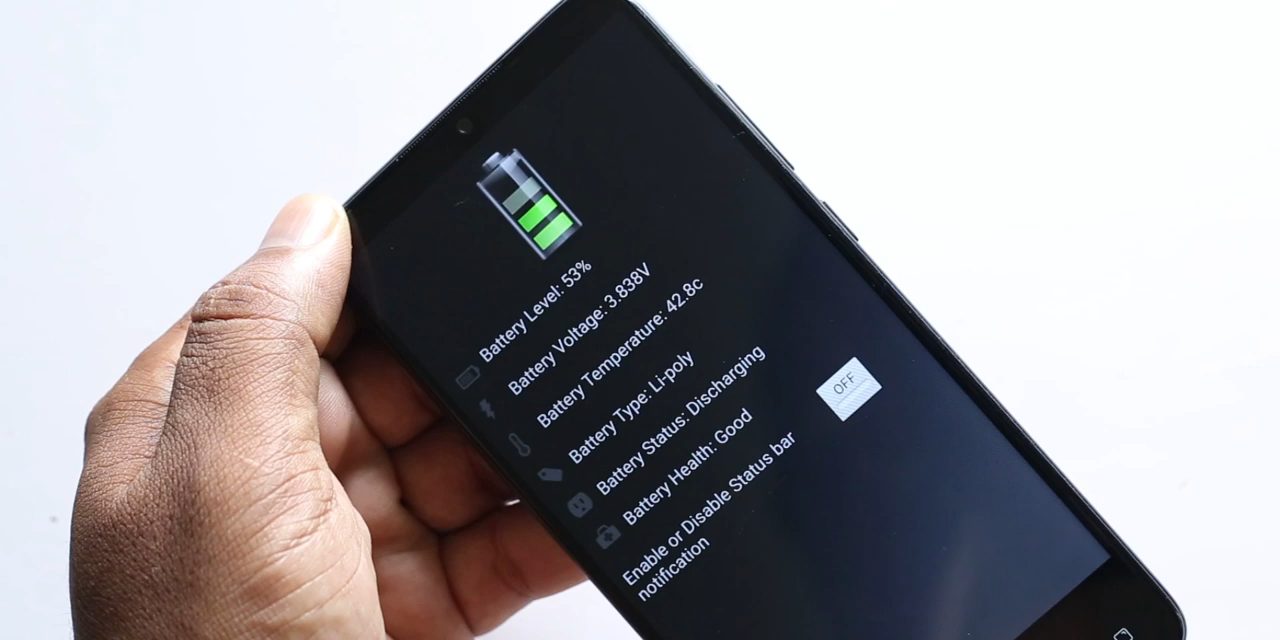 Battery Level: 53%
Battery Voltage: 3.838V
Battery Temperature: 42.8c
Battery Type: Li-poly
Battery Status: Discharging
Battery Health: Good
Enable or Disable Status bar
notification
OFF